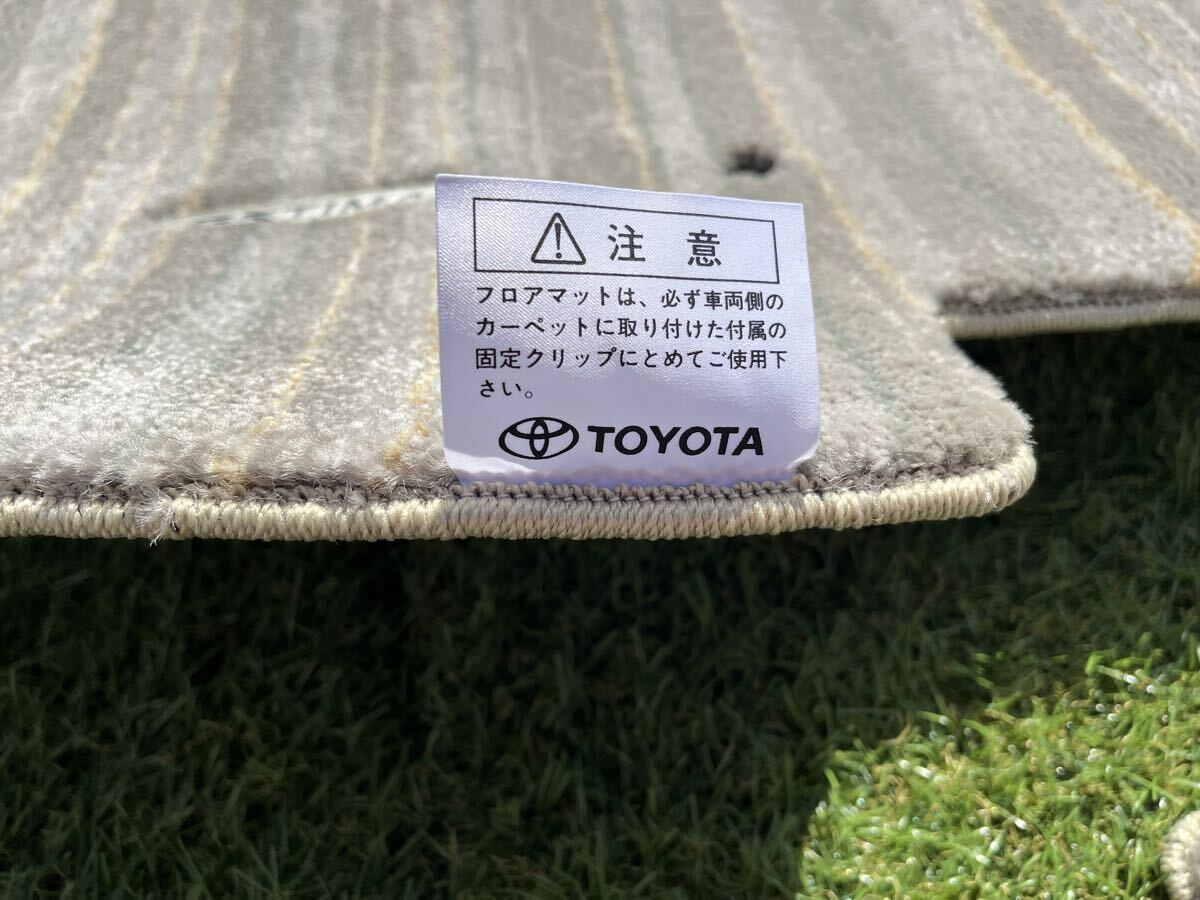 注意
フロアマットは、必ず車両側の
カーペットに取り付けた付属の
固定クリップにとめてご使用下
さい。
TOYOTA